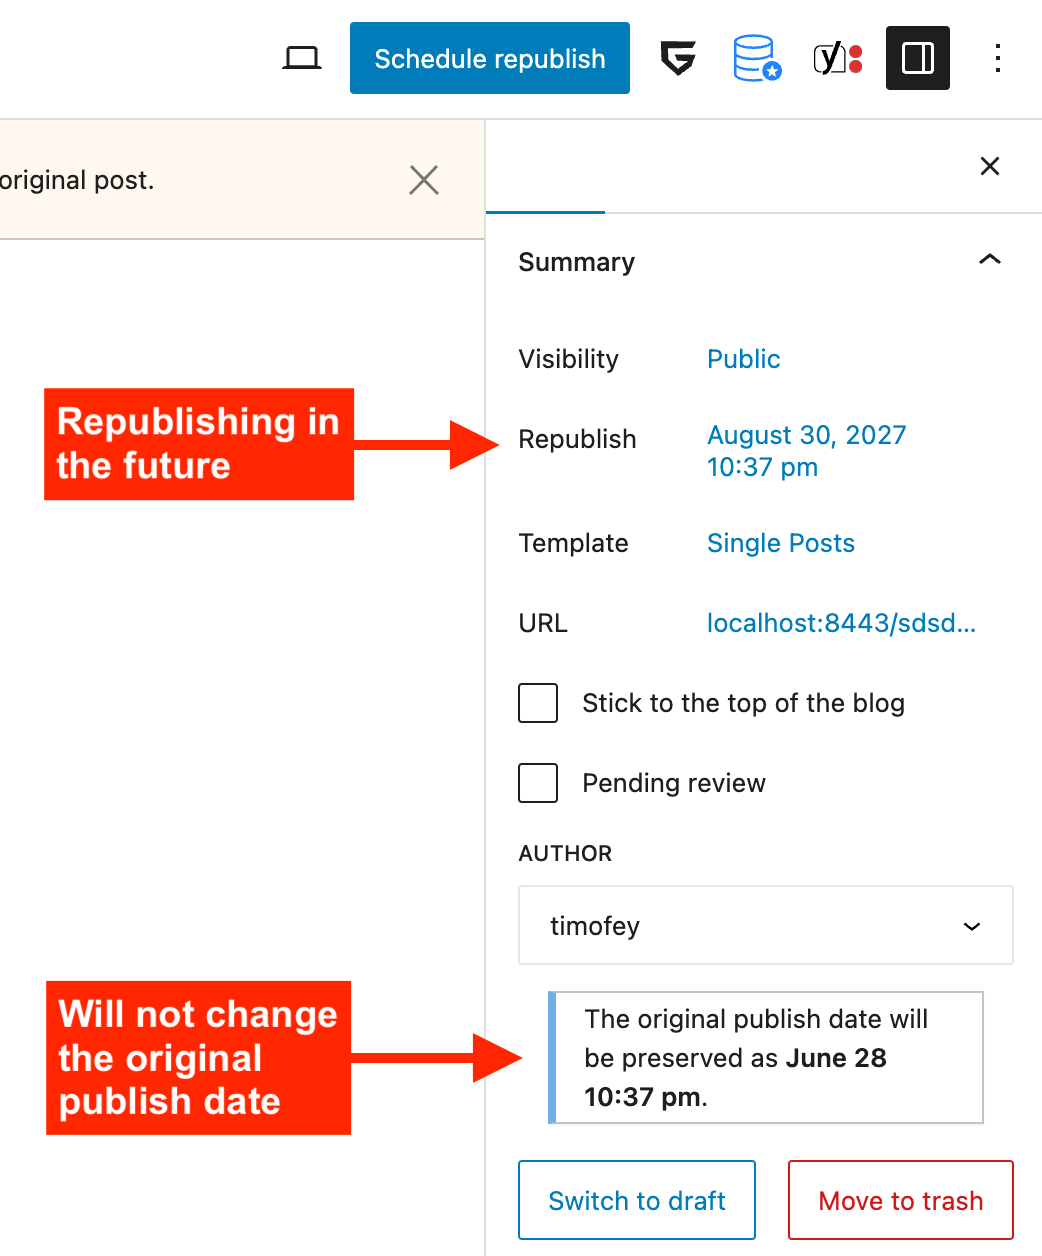 Schedule republish
original post.
Summary
Visibility Public
Republishing in
the future
Republish August 30, 2027
10:37 pm
Template Single Posts
URL localhost:8443/sdsd...
Stick to the top of the blog
Pending review
AUTHOR
timofey
Will not change
the original
publish date
The original publish date will
be preserved as June 28
10:37 pm.
Switch to draft Move to trash